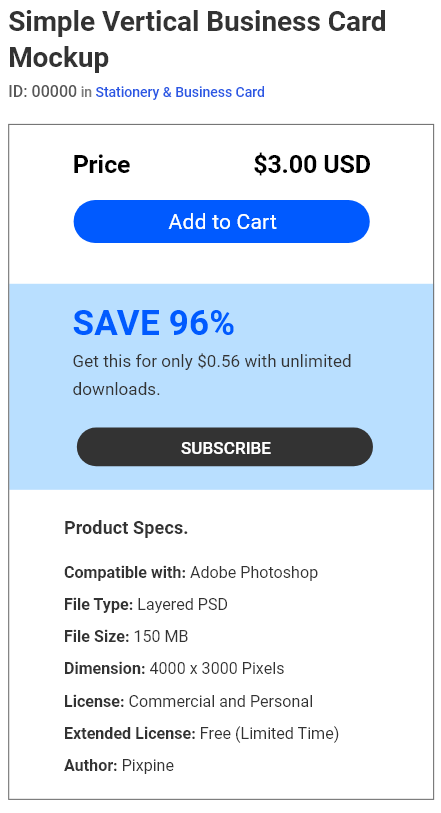 Simple Vertical Business Card
Mockup
ID: 00000 in Stationery & Business Card
Price $3.00 USD
Add to Cart
SAVE 96%
Get this for only $0.56 with unlimited
downloads.
SUBSCRIBE
Product Specs.
Compatible with: Adobe Photoshop
File Type: Layered PSD
File Size: 150 MB
Dimension: 4000 x 3000 Pixels
License: Commercial and Personal
Extended License: Free (Limited Time)
Author: Pixpine